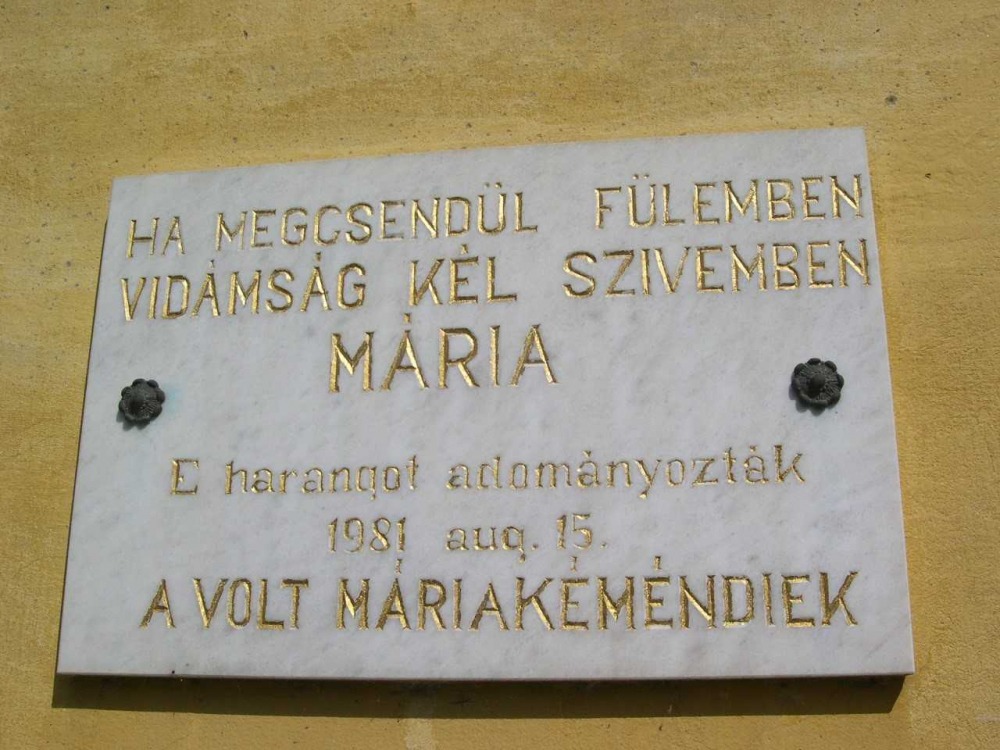 HA MEGCSENDÜL FÜLEMBEN
VIDÁMSÁG KÉL SZIVEMBEN
MÁRIA
E harangot adományozták
1981 aug. 15.
A VOLT MÁRIAKÉMÉNDIEK